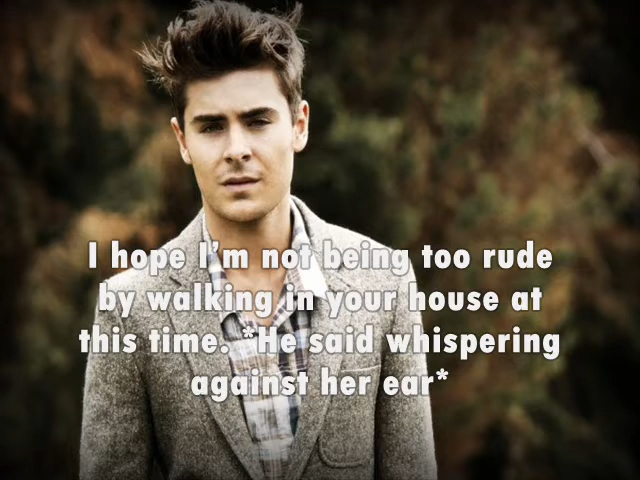 I hope I'm not being too rude
by walking in your house at
this time. *He said whispering
against her ear*